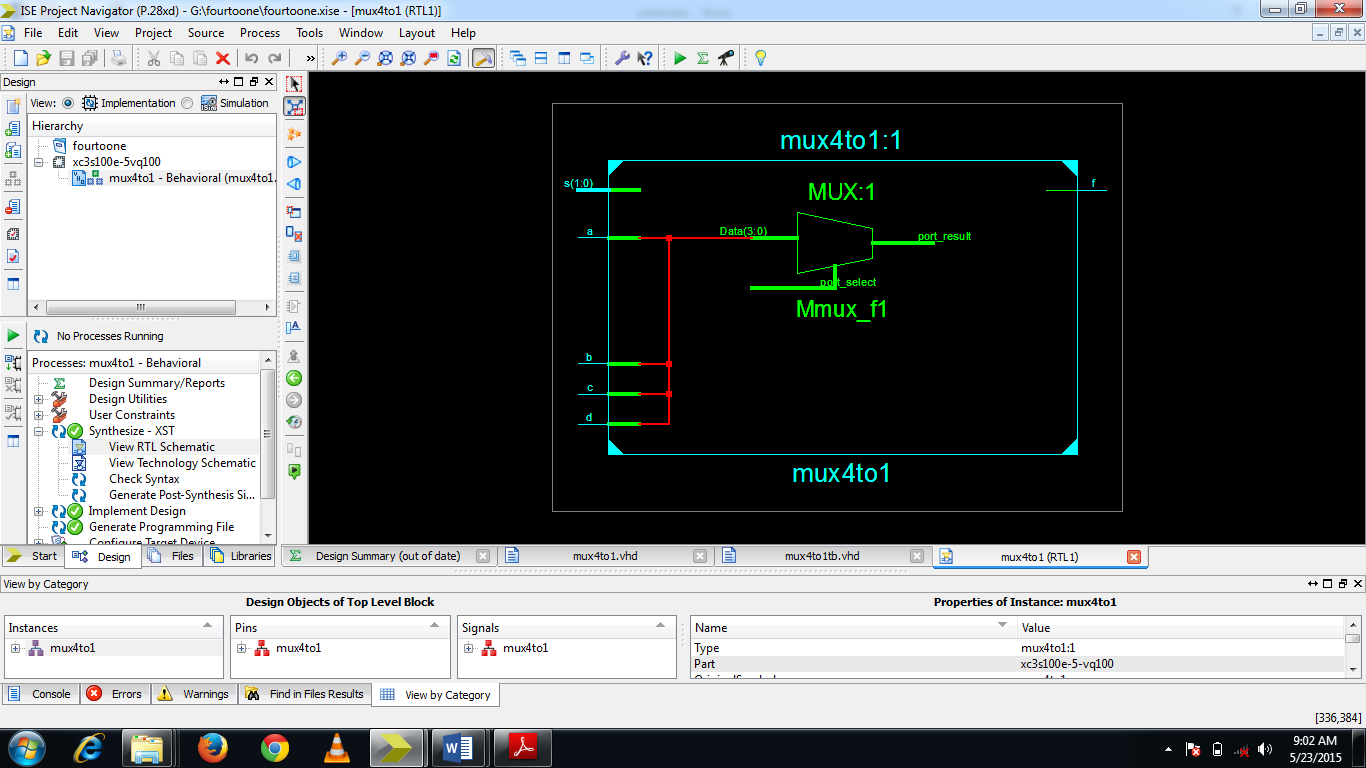 ISE Project Navigator (P.28xd) - G:\fourtoone\fourtoone.xise - [mux4to1 (RTL1)]
File Edit View Project Source Process Tools Window Layout Help
»
Design
View: Implementation Simulation
Hierarchy
fourtoone
xc3s100e-5vq100
mux4to1 - Behavioral (mux4to1.
No Processes Running
Processes: mux4to1 - Behavioral
Design Summary/Reports
Design Utilities
User Constraints
Synthesize - XST
View RTL Schematic
View Technology Schematic
Check Syntax
Generate Post-Synthesis Si...
Implement Design
Generate Programming File
Configure Target Device
Start Design Files Libraries
mux4to1:1
s(1:0)
f
MUX:1
a
Data(3:0)
port_result
port_select
Mmux_f1
b
c
d
mux4to1
Design Summary (out of date) mux4to1.vhd mux4to1tb.vhd mux4to1 (RTL1)
View by Category
Design Objects of Top Level Block
Properties of Instance: mux4to1
Instances Pins Signals Name Value
mux4to1 mux4to1 mux4to1 Type mux4to1:1
Part xc3s100e-5-vq100
Console Errors Warnings Find in Files Results View by Category
[336,384]
9:02 AM
5/23/2015